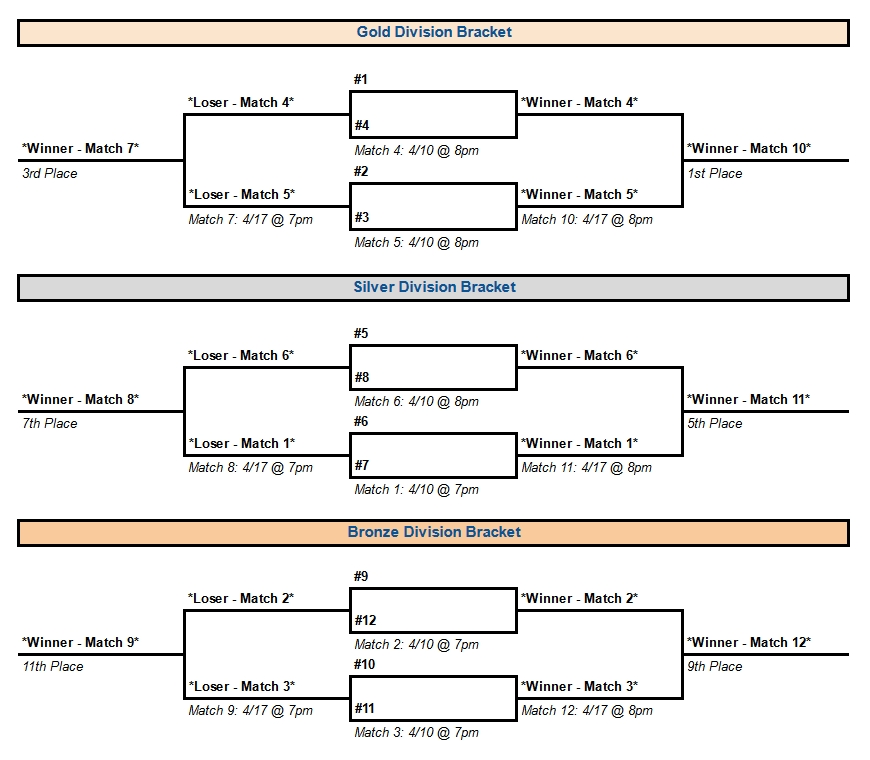 Gold Division Bracket
#1
*Loser - Match 4*
*Winner - Match 4*
#4
*Winner - Match 7*
Match 4: 4/10 @ 8pm
*Winner - Match 10*
3rd Place
#2
1st Place
*Loser - Match 5*
*Winner - Match 5*
Match 7: 4/17 @ 7pm
#3
Match 10: 4/17 @ 8pm
Match 5: 4/10 @ 8pm
Silver Division Bracket
#5
*Loser - Match 6*
*Winner - Match 6*
#8
*Winner - Match 8*
Match 6: 4/10 @ 8pm
*Winner - Match 11*
7th Place
#6
5th Place
*Loser - Match 1*
*Winner - Match 1*
Match 8: 4/17 @ 7pm
#7
Match 11: 4/17 @ 8pm
Match 1: 4/10 @ 7pm
Bronze Division Bracket
#9
*Loser - Match 2*
*Winner - Match 2*
#12
*Winner - Match 9*
Match 2: 4/10 @ 7pm
*Winner - Match 12*
11th Place
#10
9th Place
*Loser - Match 3*
*Winner - Match 3*
Match 9: 4/17 @ 7pm
#11
Match 12: 4/17 @ 8pm
Match 3: 4/10 @ 7pm